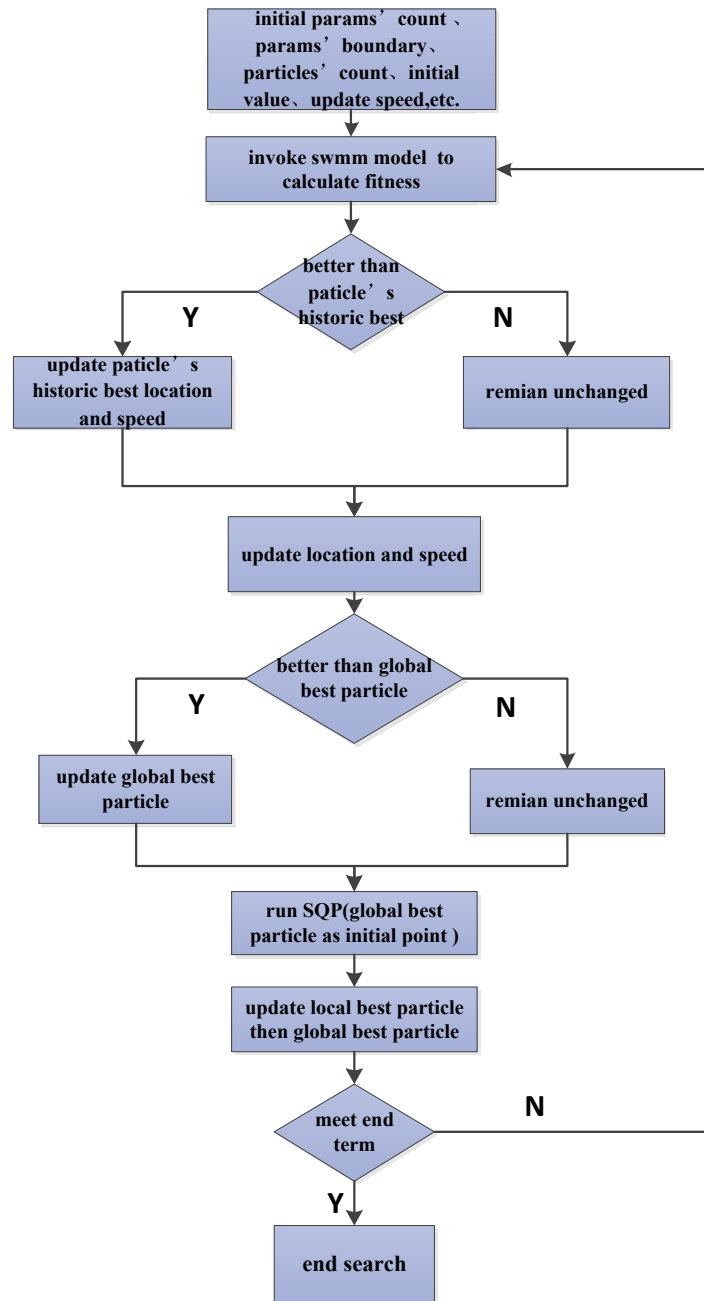 initial params’ count 、
params’ boundary、
particles’ count、initial
value、update speed,etc.
invoke swmm model to
calculate fitness
better than
paticle’s
historic best
Y
N
update paticle’s
historic best location
and speed
remian unchanged
update location and speed
better than global
best particle
Y
N
update global best
particle
remian unchanged
run SQP(global best
particle as initial point )
update local best particle
then global best particle
meet end
term
N
Y
end search